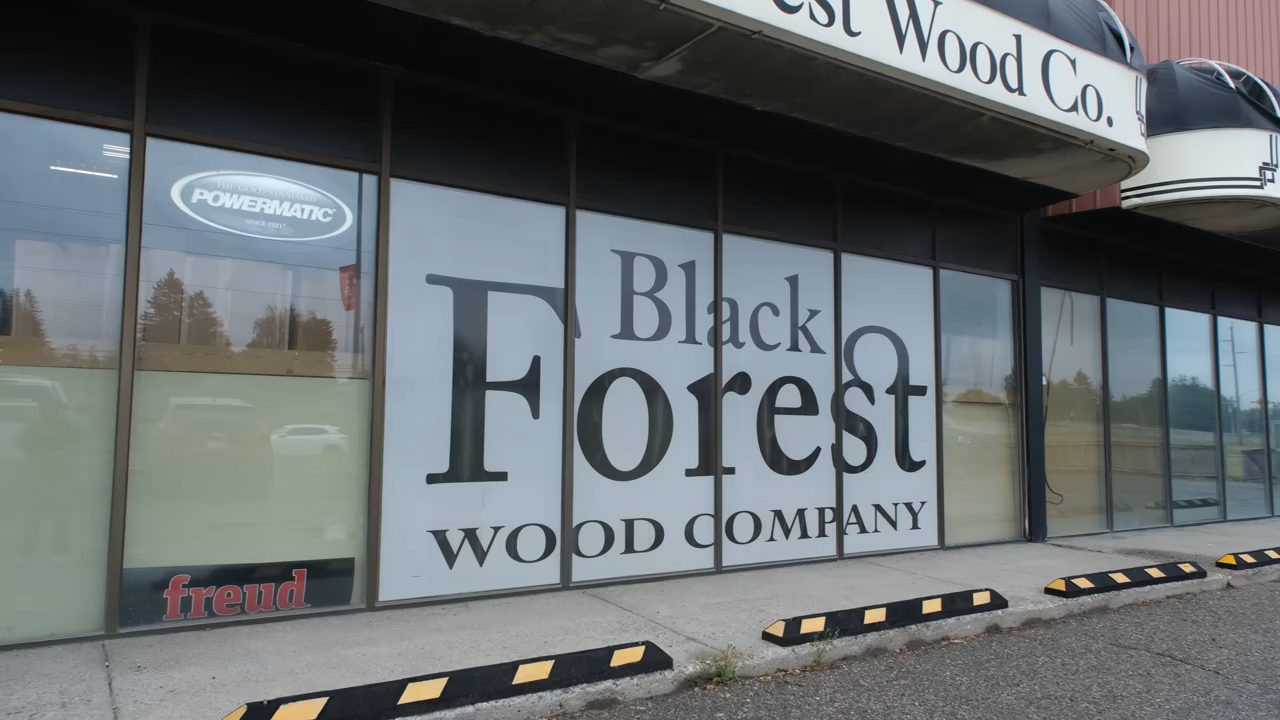 est Wood Co.
THE GOLD STANDARD
POWERMATIC
SINCE 1921
Black
Forest
WOOD COMPANY
freud